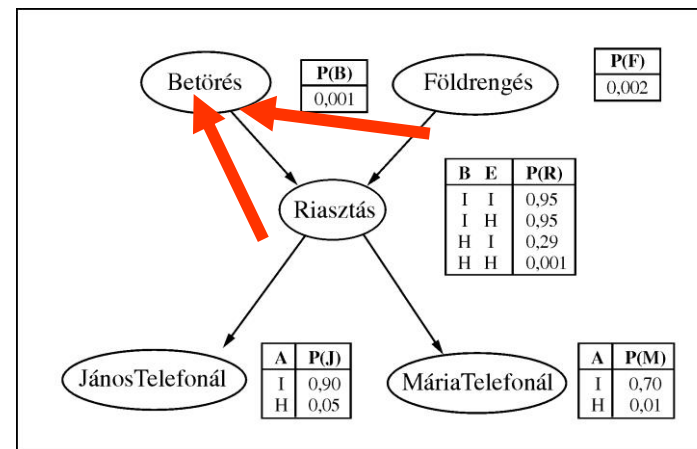 Betörés
P(B)
0,001
Földrengés
P(F)
0,002
Riasztás
B E P(R)
I I 0,95
I H 0,95
H I 0,29
H H 0,001
JánosTelefonál
A P(J)
I 0,90
H 0,05
MáriaTelefonál
A P(M)
I 0,70
H 0,01